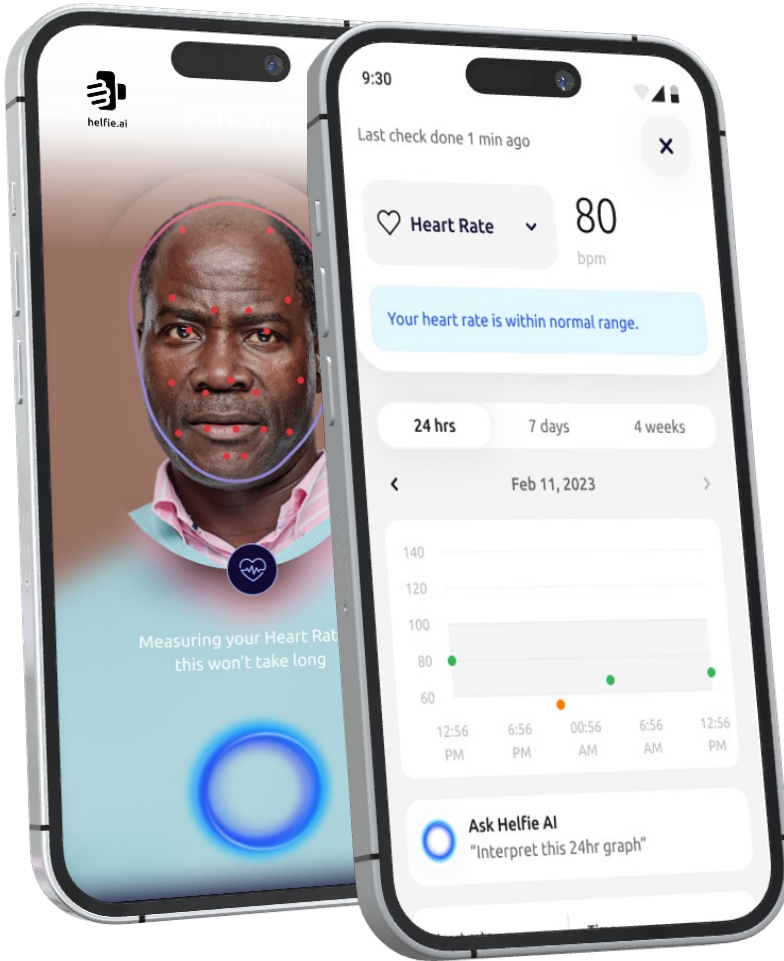 helfie.ai
Measuring your Heart
this won't take long
9:30
Last check done 1 min ago
Heart Rate
80
bpm
Your heart rate is within normal range.
24 hrs 7 days 4 weeks
Feb 11, 2023
140
120
100
80
60
12:56 6:56 00:56 6:56 12:56
PM PM AM AM PM
Ask Helfie AI
"Interpret this 24hr graph"